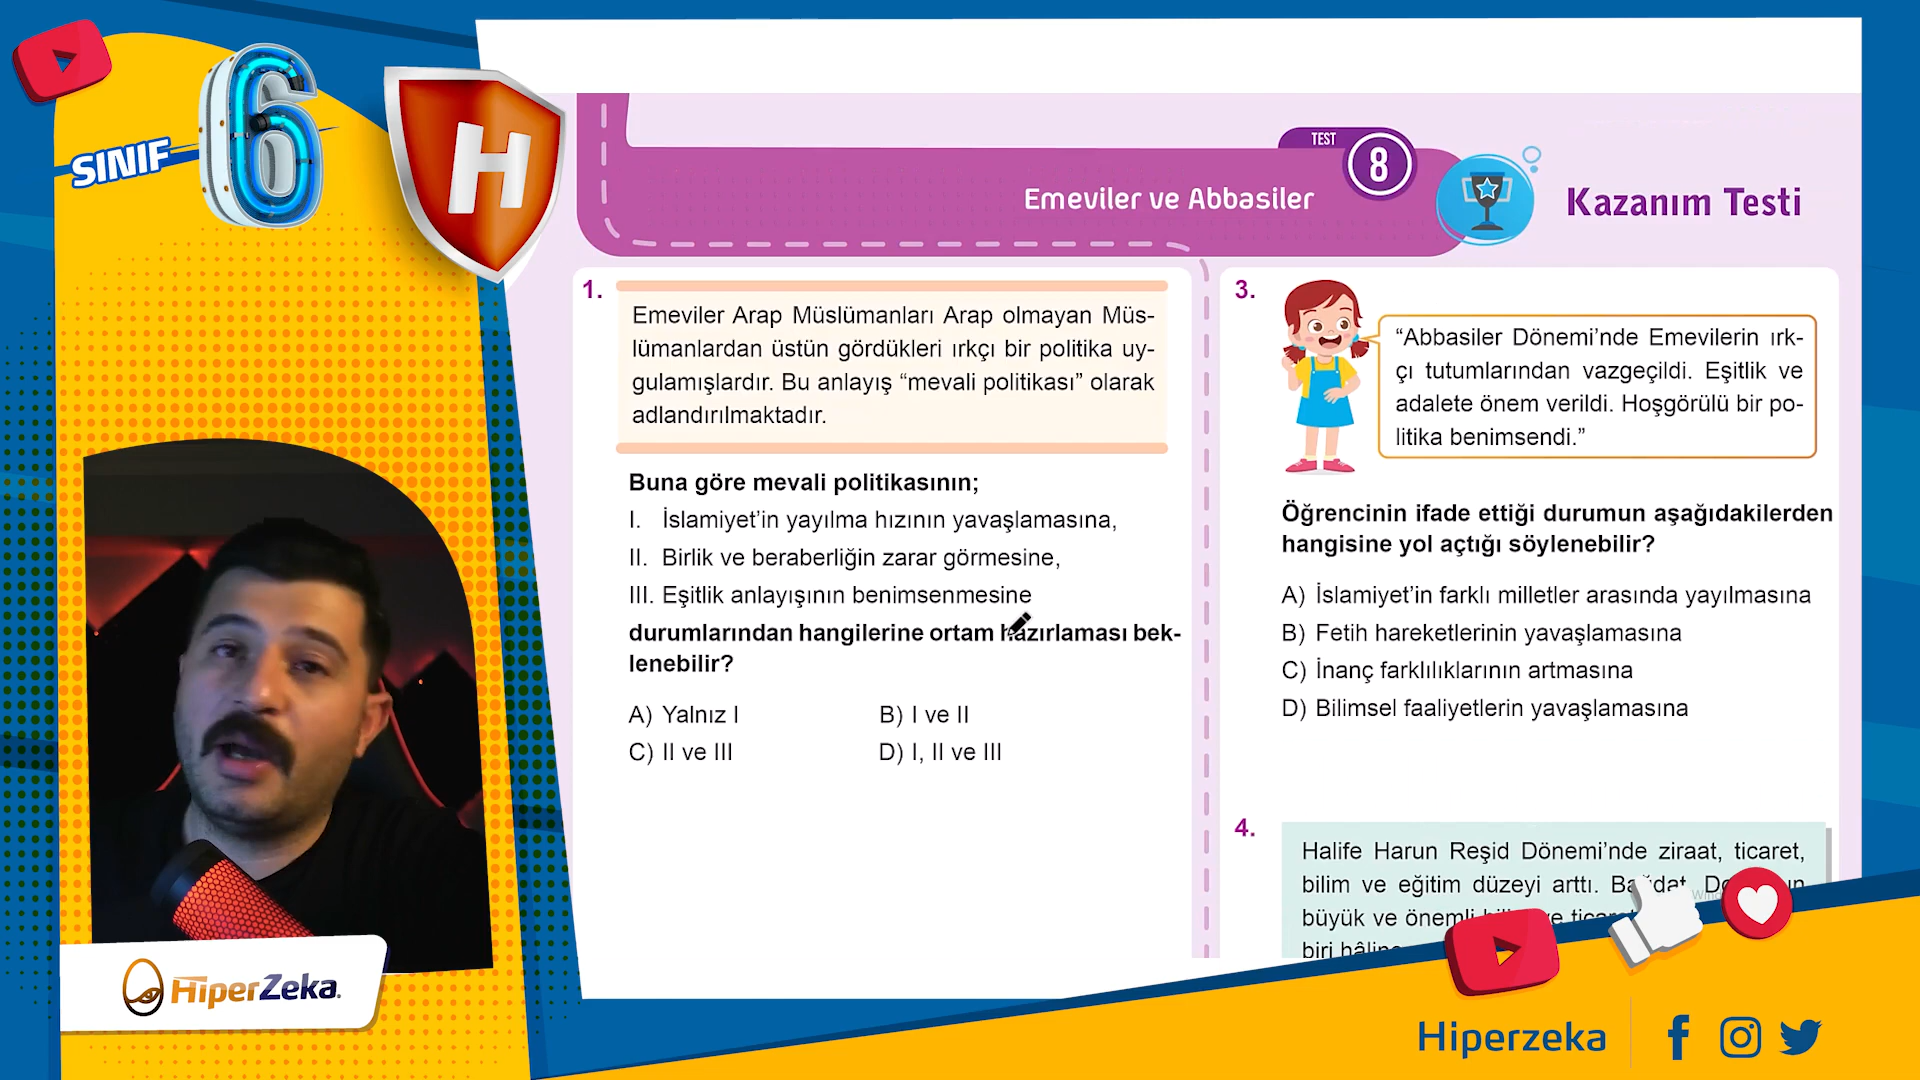 SINIF
6
H
TEST
8
Emeviler ve Abbasiler
Kazanım Testi
1.
Emeviler Arap Müslümanları Arap olmayan Müs-
lümanlardan üstün gördükleri ırkçı bir politika uy-
gulamışlardır. Bu anlayış “mevali politikası” olarak
adlandırılmaktadır.
Buna göre mevali politikasının;
I. İslamiyet’in yayılma hızının yavaşlamasına,
II. Birlik ve beraberliğin zarar görmesine,
III. Eşitlik anlayışının benimsenmesine
durumlarından hangilerine ortam hazırlaması bek-
lenebilir?
A) Yalnız I
B) I ve II
C) II ve III
D) I, II ve III
3.
“Abbasiler Dönemi’nde Emevilerin ırk-
çı tutumlarından vazgeçildi. Eşitlik ve
adalete önem verildi. Hoşgörülü bir po-
litika benimsendi.”
Öğrencinin ifade ettiği durumun aşağıdakilerden
hangisine yol açtığı söylenebilir?
A) İslamiyet’in farklı milletler arasında yayılmasına
B) Fetih hareketlerinin yavaşlamasına
C) İnanç farklılıklarının artmasına
D) Bilimsel faaliyetlerin yavaşlamasına
4.
Halife Harun Reşid Dönemi’nde ziraat, ticaret,
bilim ve eğitim düzeyi arttı. Bağdat,
büyük ve önemli
biri
HiperZeka.
Hiperzeka